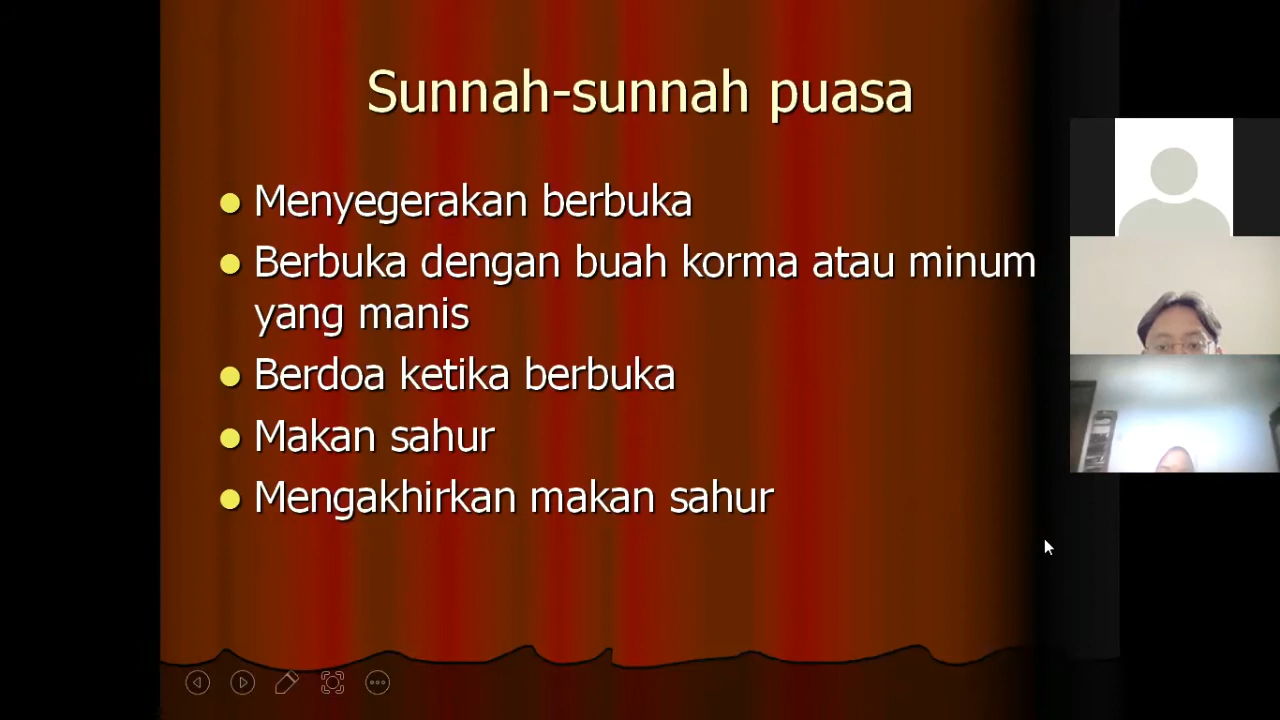 Sunnah-sunnah puasa
Menyegerakan berbuka
Berbuka dengan buah korma atau minum
yang manis
Berdoa ketika berbuka
Makan sahur
Mengakhirkan makan sahur